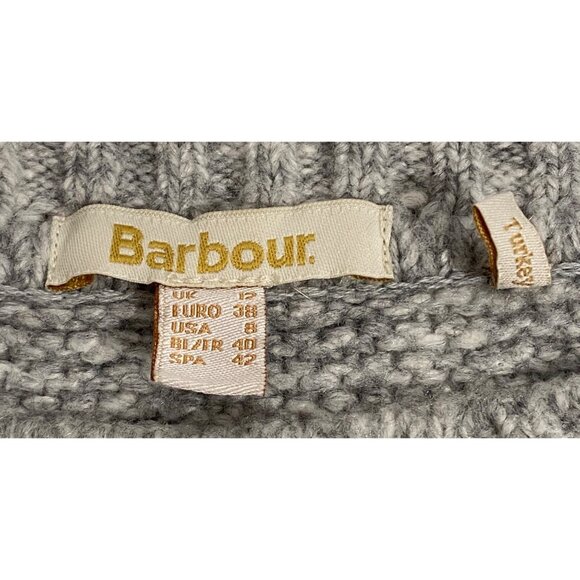 Barbour.
UK 12
EURO 38
USA 8
BL/FR 40
SPA 42
Turkey